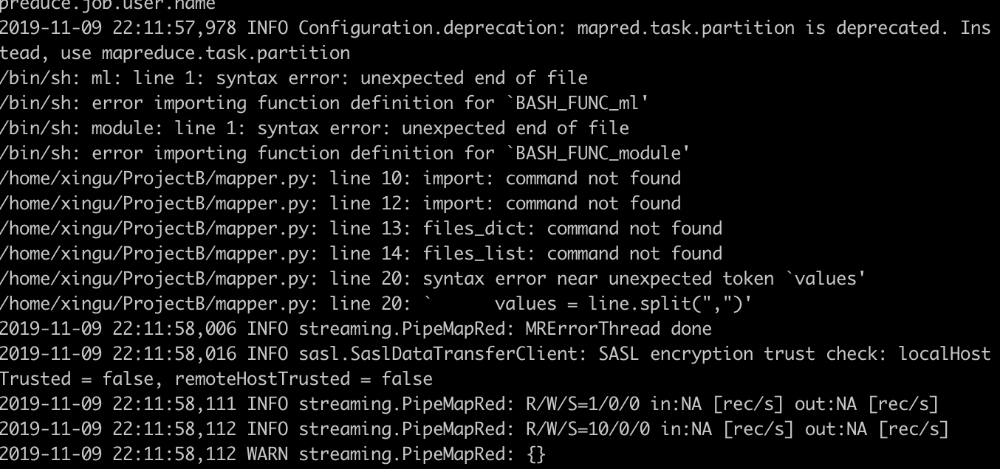 preduce.job.user.name
2019-11-09 22:11:57,978 INFO Configuration.deprecation: mapred.task.partition is deprecated. Ins
tead, use mapreduce.task.partition
/bin/sh: ml: line 1: syntax error: unexpected end of file
/bin/sh: error importing function definition for `BASH_FUNC_ml'
/bin/sh: module: line 1: syntax error: unexpected end of file
/bin/sh: error importing function definition for `BASH_FUNC_module'
/home/xingu/ProjectB/mapper.py: line 10: import: command not found
/home/xingu/ProjectB/mapper.py: line 12: import: command not found
/home/xingu/ProjectB/mapper.py: line 13: files_dict: command not found
/home/xingu/ProjectB/mapper.py: line 14: files_list: command not found
/home/xingu/ProjectB/mapper.py: line 20: syntax error near unexpected token `values'
/home/xingu/ProjectB/mapper.py: line 20: `      values = line.split(",")'
2019-11-09 22:11:58,006 INFO streaming.PipeMapRed: MRErrorThread done
2019-11-09 22:11:58,016 INFO sasl.SaslDataTransferClient: SASL encryption trust check: localHost
Trusted = false, remoteHostTrusted = false
2019-11-09 22:11:58,111 INFO streaming.PipeMapRed: R/W/S=1/0/0 in:NA [rec/s] out:NA [rec/s]
2019-11-09 22:11:58,112 INFO streaming.PipeMapRed: R/W/S=10/0/0 in:NA [rec/s] out:NA [rec/s]
2019-11-09 22:11:58,112 WARN streaming.PipeMapRed: {}